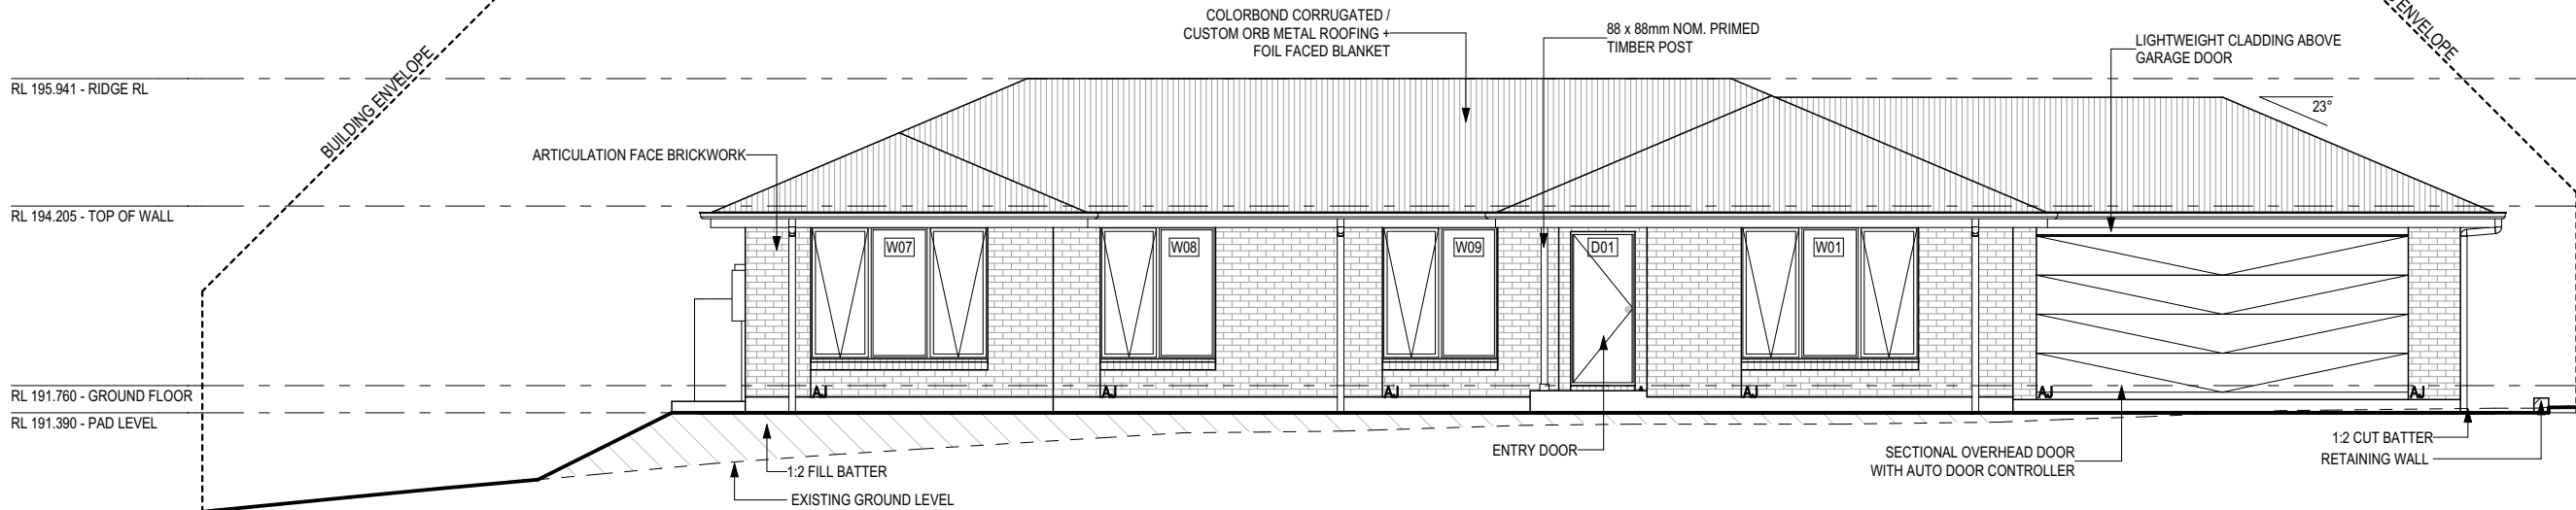 COLORBOND CORRUGATED /
CUSTOM ORB METAL ROOFING +
FOIL FACED BLANKET
88 x 88mm NOM. PRIMED
TIMBER POST
LIGHTWEIGHT CLADDING ABOVE
GARAGE DOOR
ENVELOPE
BUILDING ENVELOPE
RL 195.941 - RIDGE RL
23°
ARTICULATION FACE BRICKWORK
RL 194.205 - TOP OF WALL
W07
W08
W09
D01
W01
RL 191.760 - GROUND FLOOR
AJ
AJ
AJ
AJ
AJ
AJ
RL 191.390 - PAD LEVEL
1:2 FILL BATTER
EXISTING GROUND LEVEL
ENTRY DOOR
SECTIONAL OVERHEAD DOOR
WITH AUTO DOOR CONTROLLER
1:2 CUT BATTER
RETAINING WALL